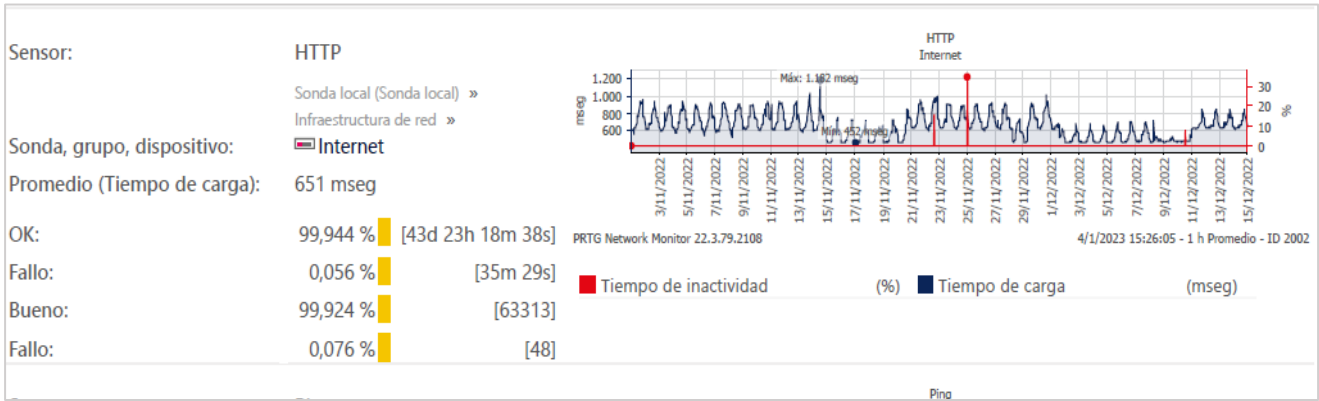 Sensor: HTTP
Sonda local (Sonda local) »
Infraestructura de red »
Sonda, grupo, dispositivo: Internet
Promedio (Tiempo de carga): 651 mseg
OK: 99,944 % [43d 23h 18m 38s]
Fallo: 0,056 % [35m 29s]
Bueno: 99,924 % [63313]
Fallo: 0,076 % [48]
HTTP
Internet
mseg
1.200
1.000
800
600
Máx: 1.182 mseg
Mín: 452 mseg
30
20
10
0
%
3/11/2022
5/11/2022
7/11/2022
9/11/2022
11/11/2022
13/11/2022
15/11/2022
17/11/2022
19/11/2022
21/11/2022
23/11/2022
25/11/2022
27/11/2022
29/11/2022
1/12/2022
3/12/2022
5/12/2022
7/12/2022
9/12/2022
11/12/2022
13/12/2022
15/12/2022
PRTG Network Monitor 22.3.79.2108 4/1/2023 15:26:05 - 1 h Promedio - ID 2002
Tiempo de inactividad (%) Tiempo de carga (mseg)
Ping